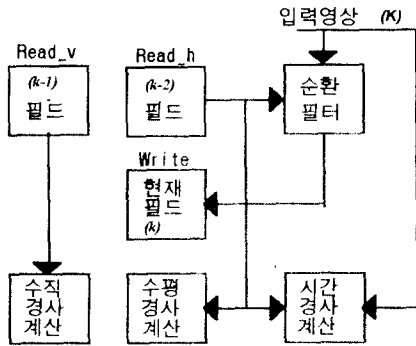 입력영상 (K)
Read_v
Read_h
(k-1)
필드
(k-2)
필드
순환
필터
Write
현재
필드
(k)
수직
경사
계산
수평
경사
계산
시간
경사
계산